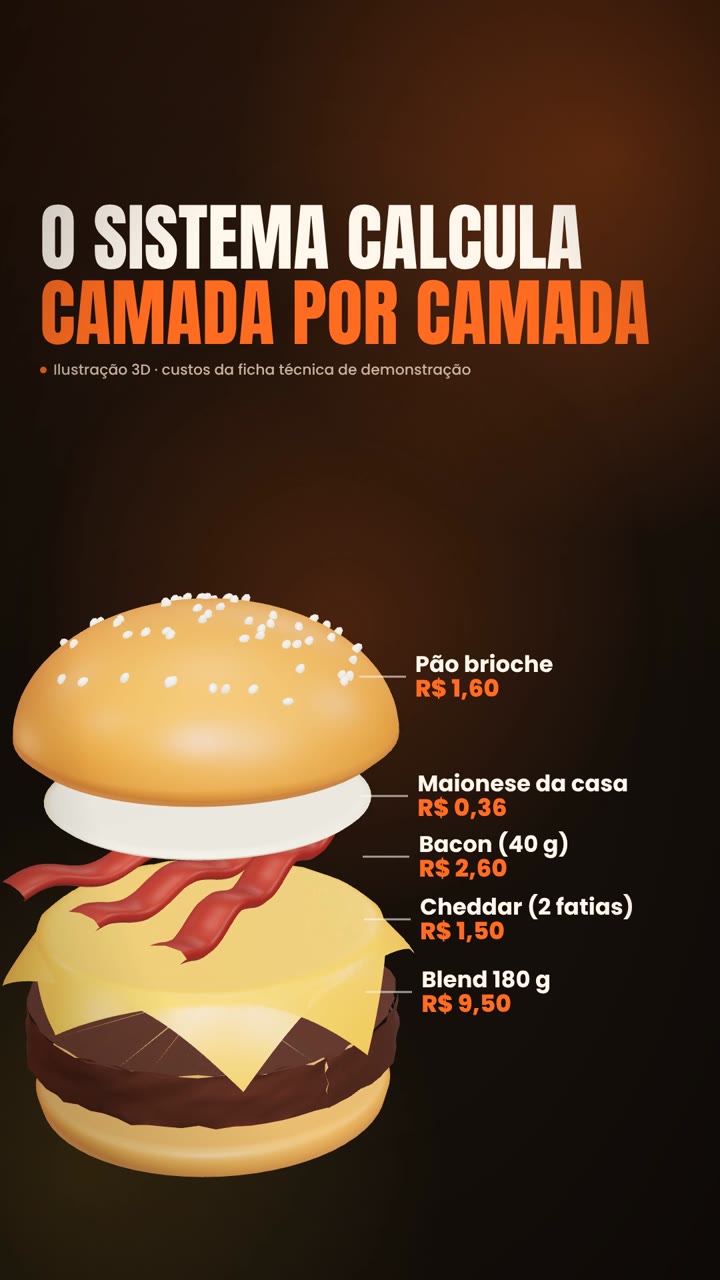 O SISTEMA CALCULA
CAMADA POR CAMADA
• Ilustração 3D · custos da ficha técnica de demonstração
Pão brioche
R$ 1,60
Maionese da casa
R$ 0,36
Bacon (40 g)
R$ 2,60
Cheddar (2 fatias)
R$ 1,50
Blend 180 g
R$ 9,50